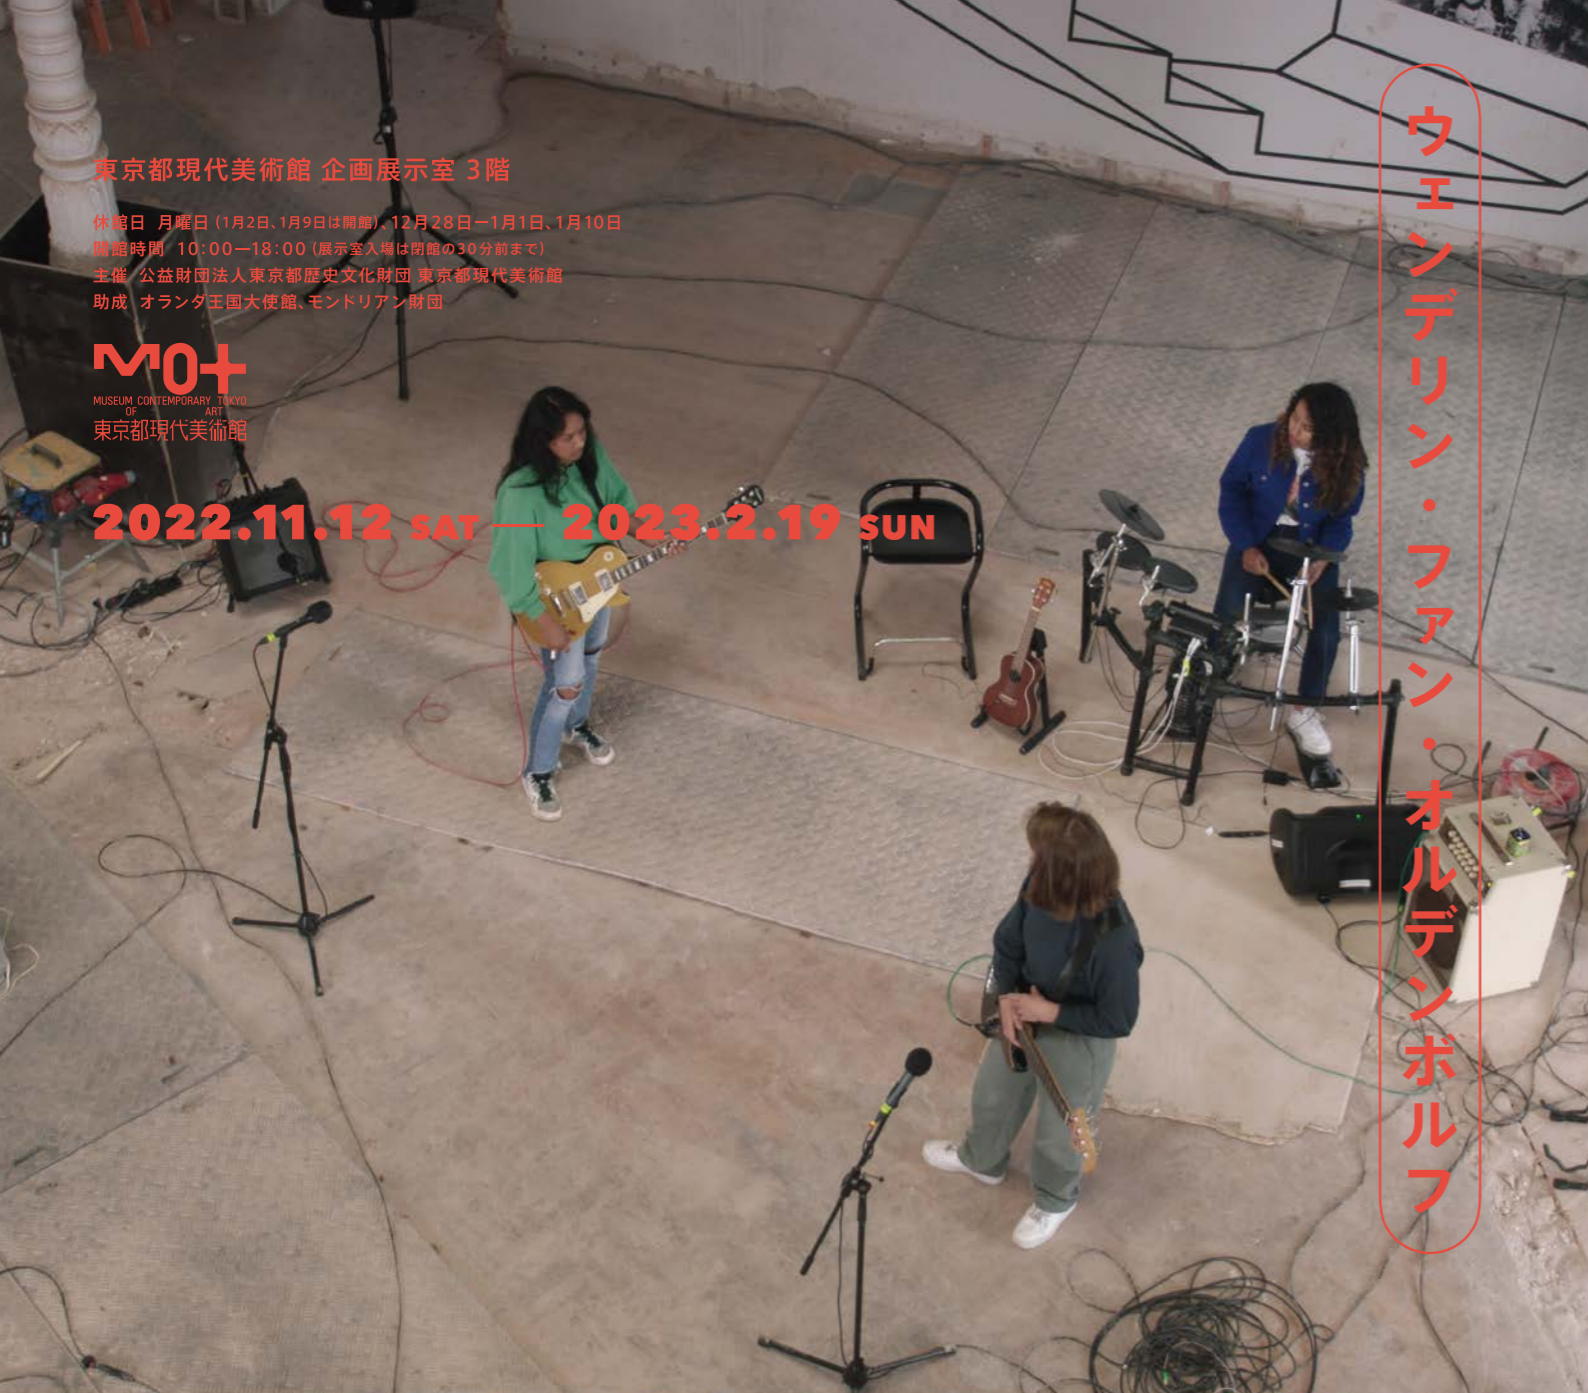 ウェンデリン・ファン・オルデンボルフ
東京都現代美術館 企画展示室 3階
休館日 月曜日（1月2日、1月9日は開館）、12月28日ー1月1日、1月10日
開館時間 10:00—18:00（展示室入場は閉館の30分前まで）
主催 公益財団法人東京都歴史文化財団 東京都現代美術館
助成 オランダ王国大使館、モンドリアン財団
MO+
MUSEUM CONTEMPORARY TOKYO
OF ART
東京都現代美術館
2022.11.12 SAT — 2023.2.19 SUN